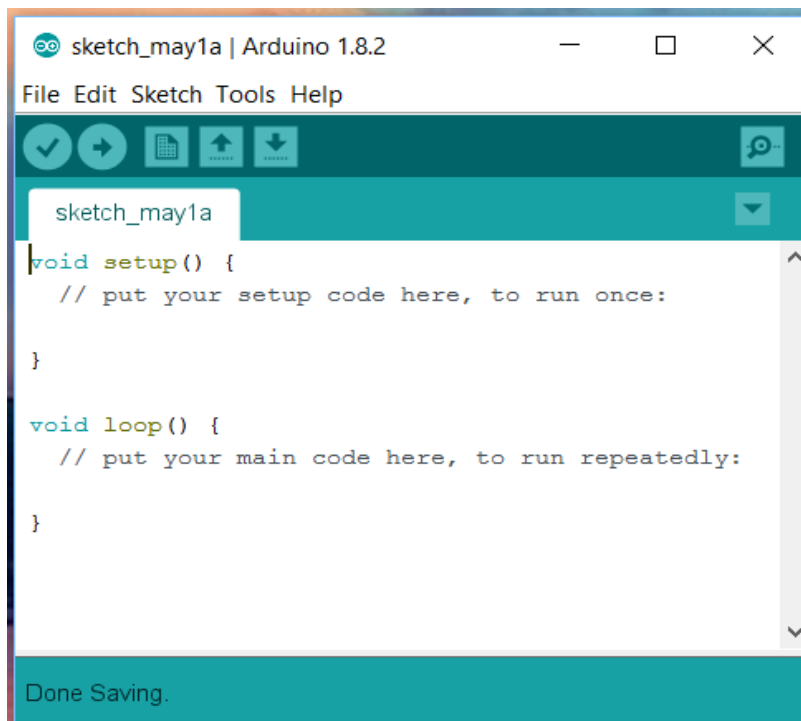 sketch_may1a | Arduino 1.8.2
File Edit Sketch Tools Help
sketch_may1a
void setup() {
  // put your setup code here, to run once:

}

void loop() {
  // put your main code here, to run repeatedly:

}
Done Saving.